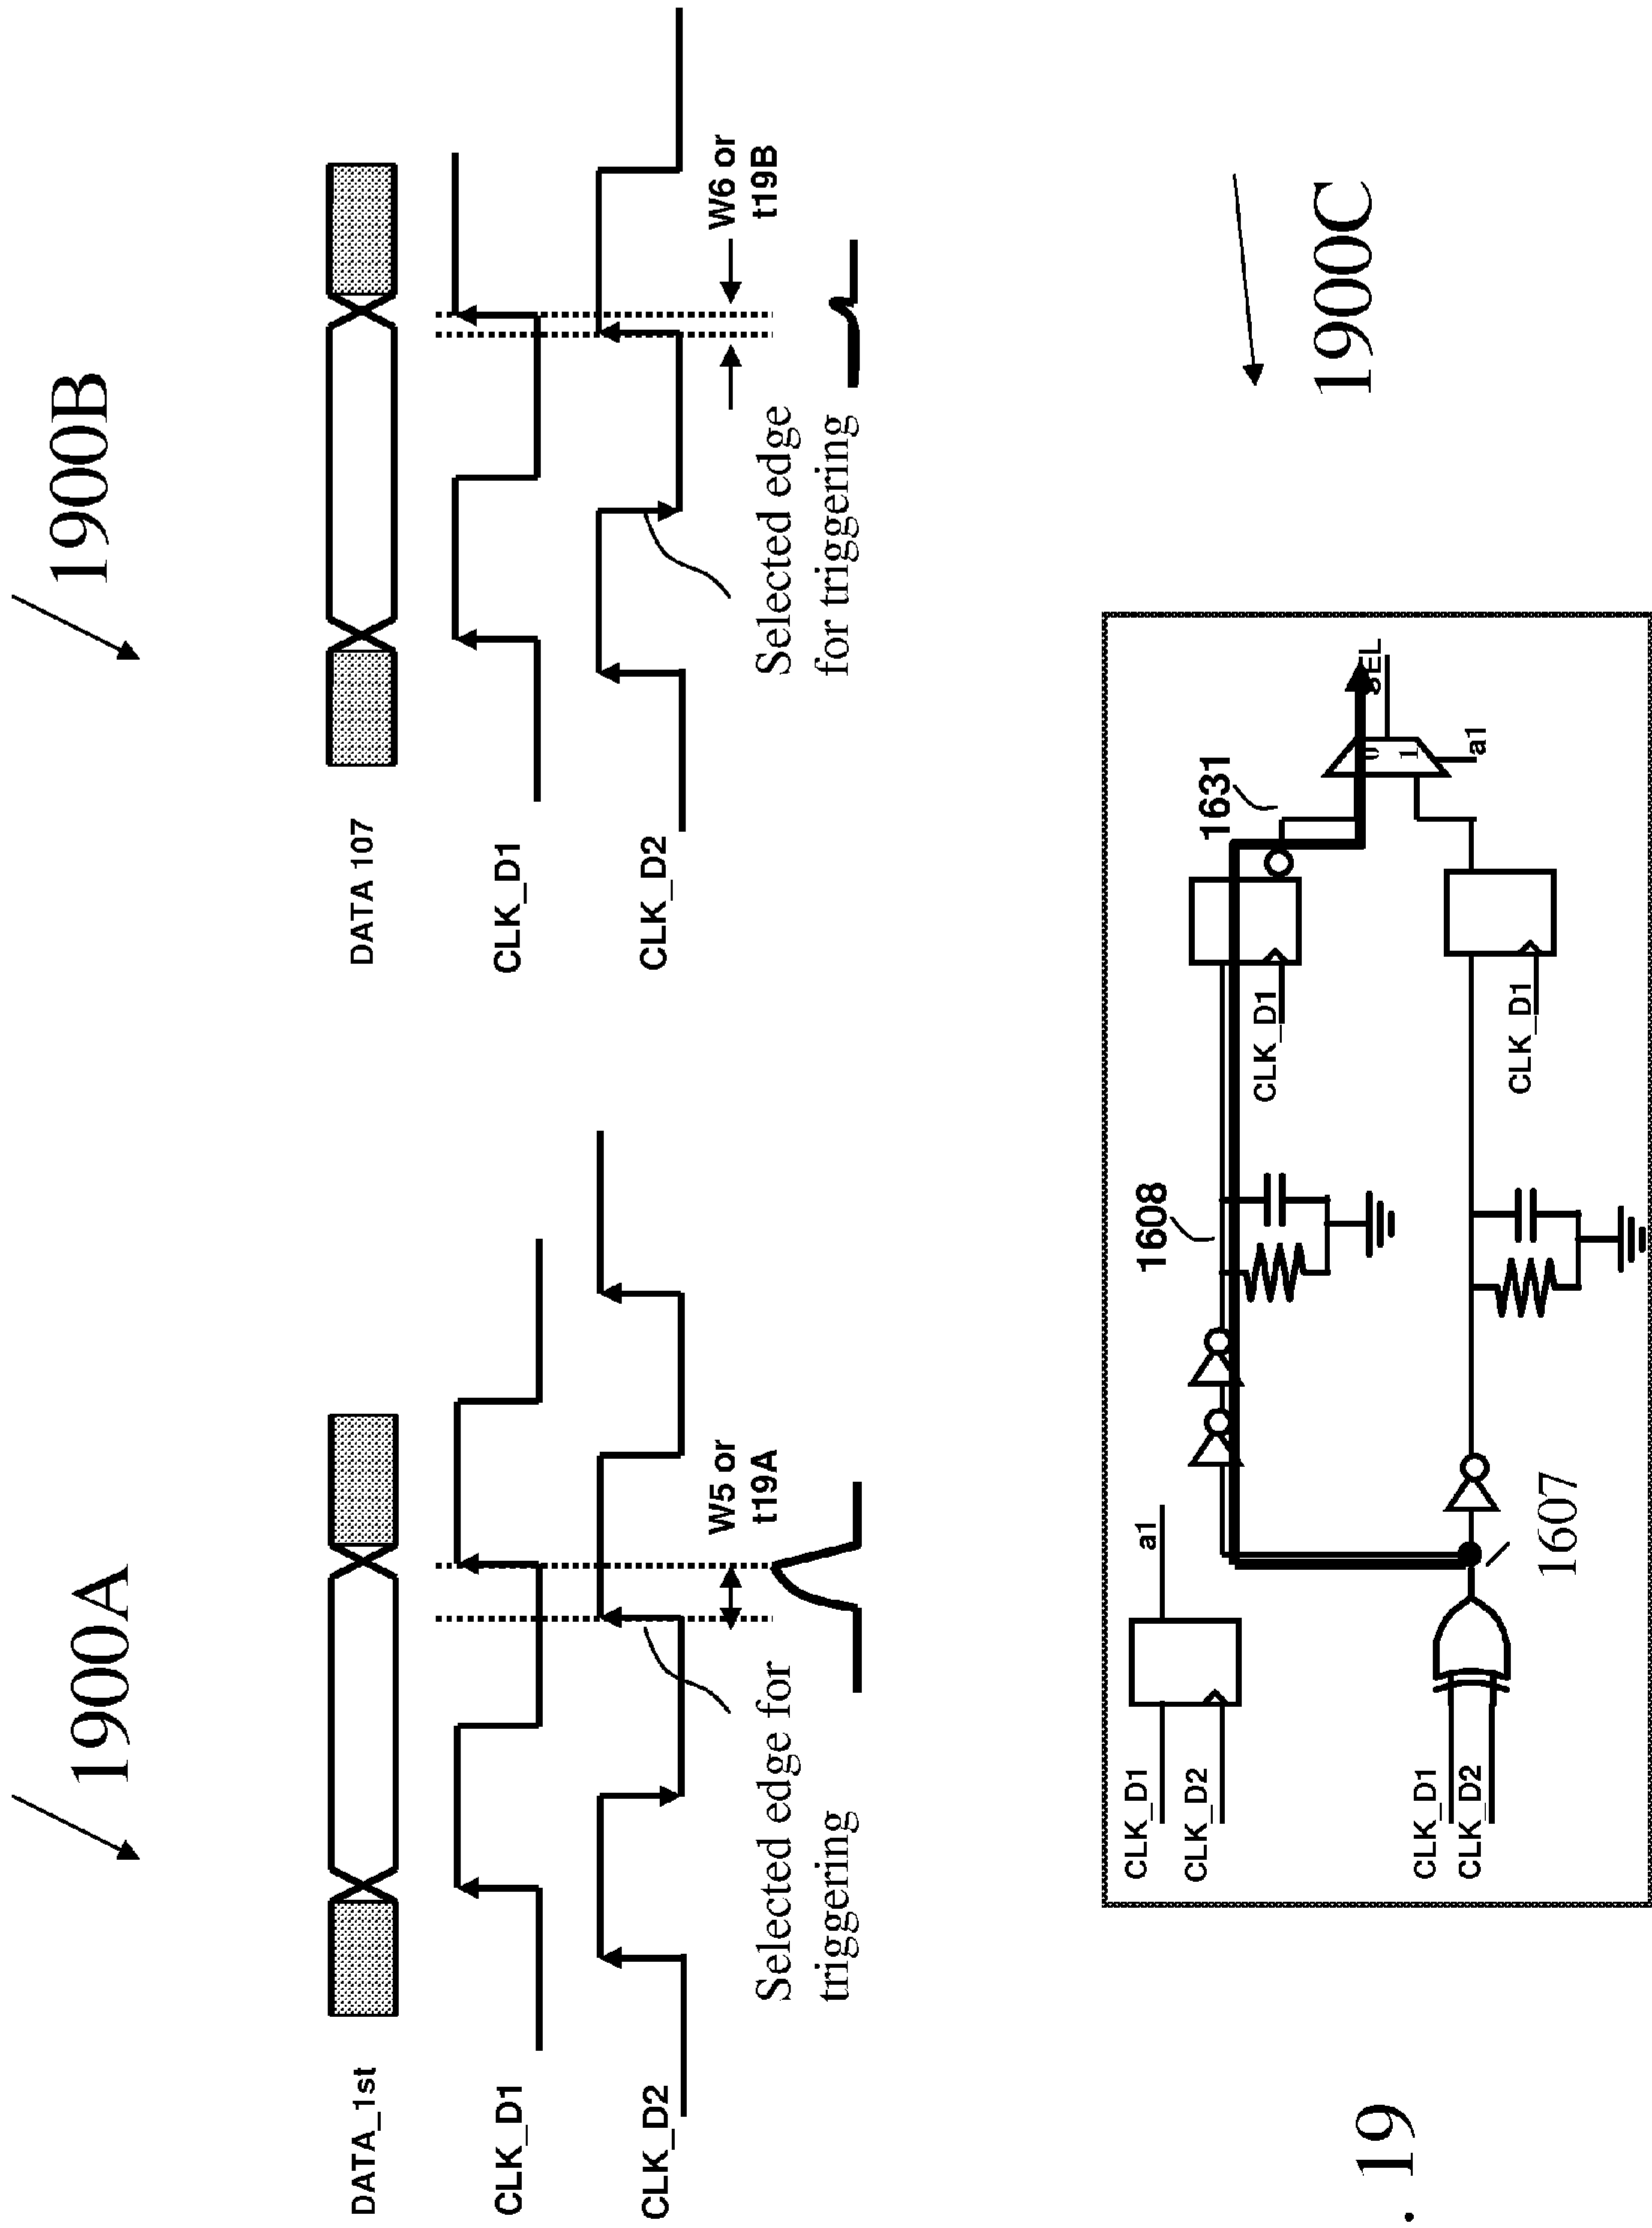 1900A
DATA_1st
CLK_D1
CLK_D2
W5 or
t19A
Selected edge for
triggering
1900B
DATA 107
CLK_D1
CLK_D2
W6 or
t19B
Selected edge
for triggering
1900C
CLK_D1
CLK_D2
a1
1608
1631
CLK_D1
0
1
SEL
a1
CLK_D1
CLK_D2
1607
CLK_D1
. 19